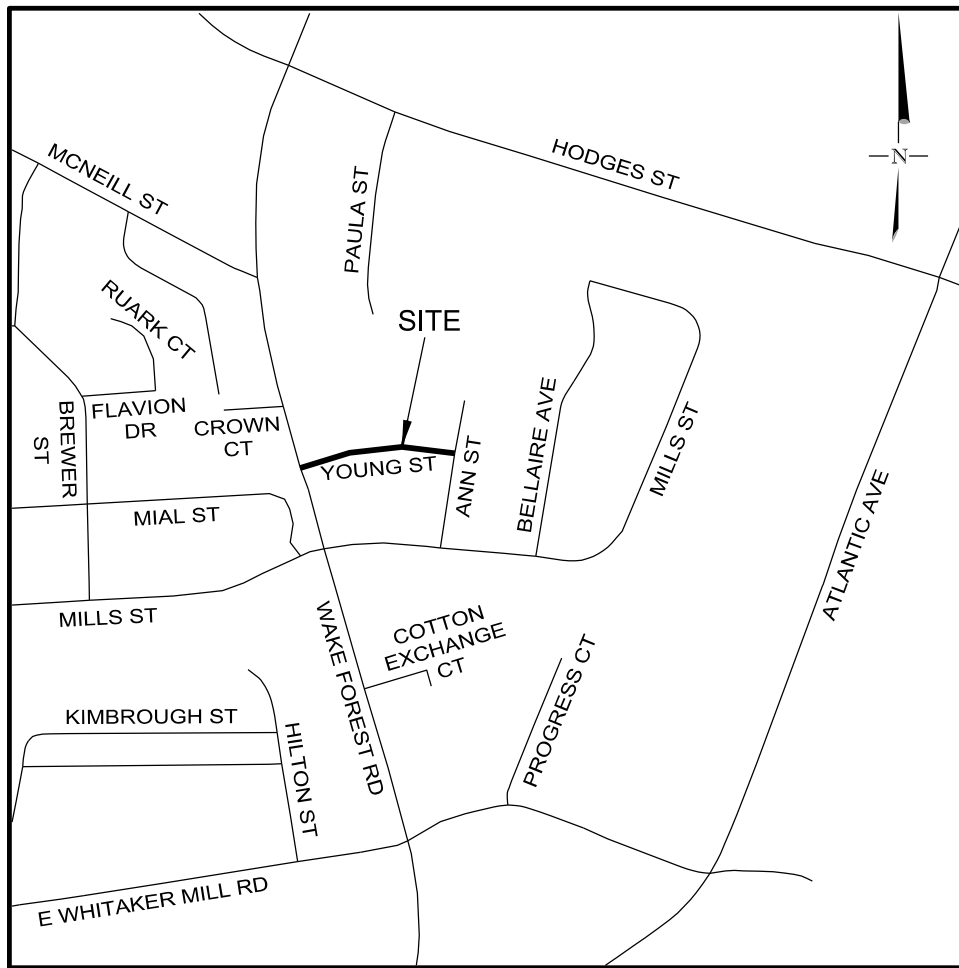 HODGES ST
MCNEILL ST
N
PAULA ST
RUARK CT
SITE
FLAVION
DR
CROWN
CT
BREWER
ST
YOUNG ST
ANN ST
BELLAIRE AVE
MILLS ST
ATLANTIC AVE
MIAL ST
MILLS ST
WAKE FOREST RD
COTTON
EXCHANGE
CT
PROGRESS CT
KIMBROUGH ST
HILTON ST
E WHITAKER MILL RD